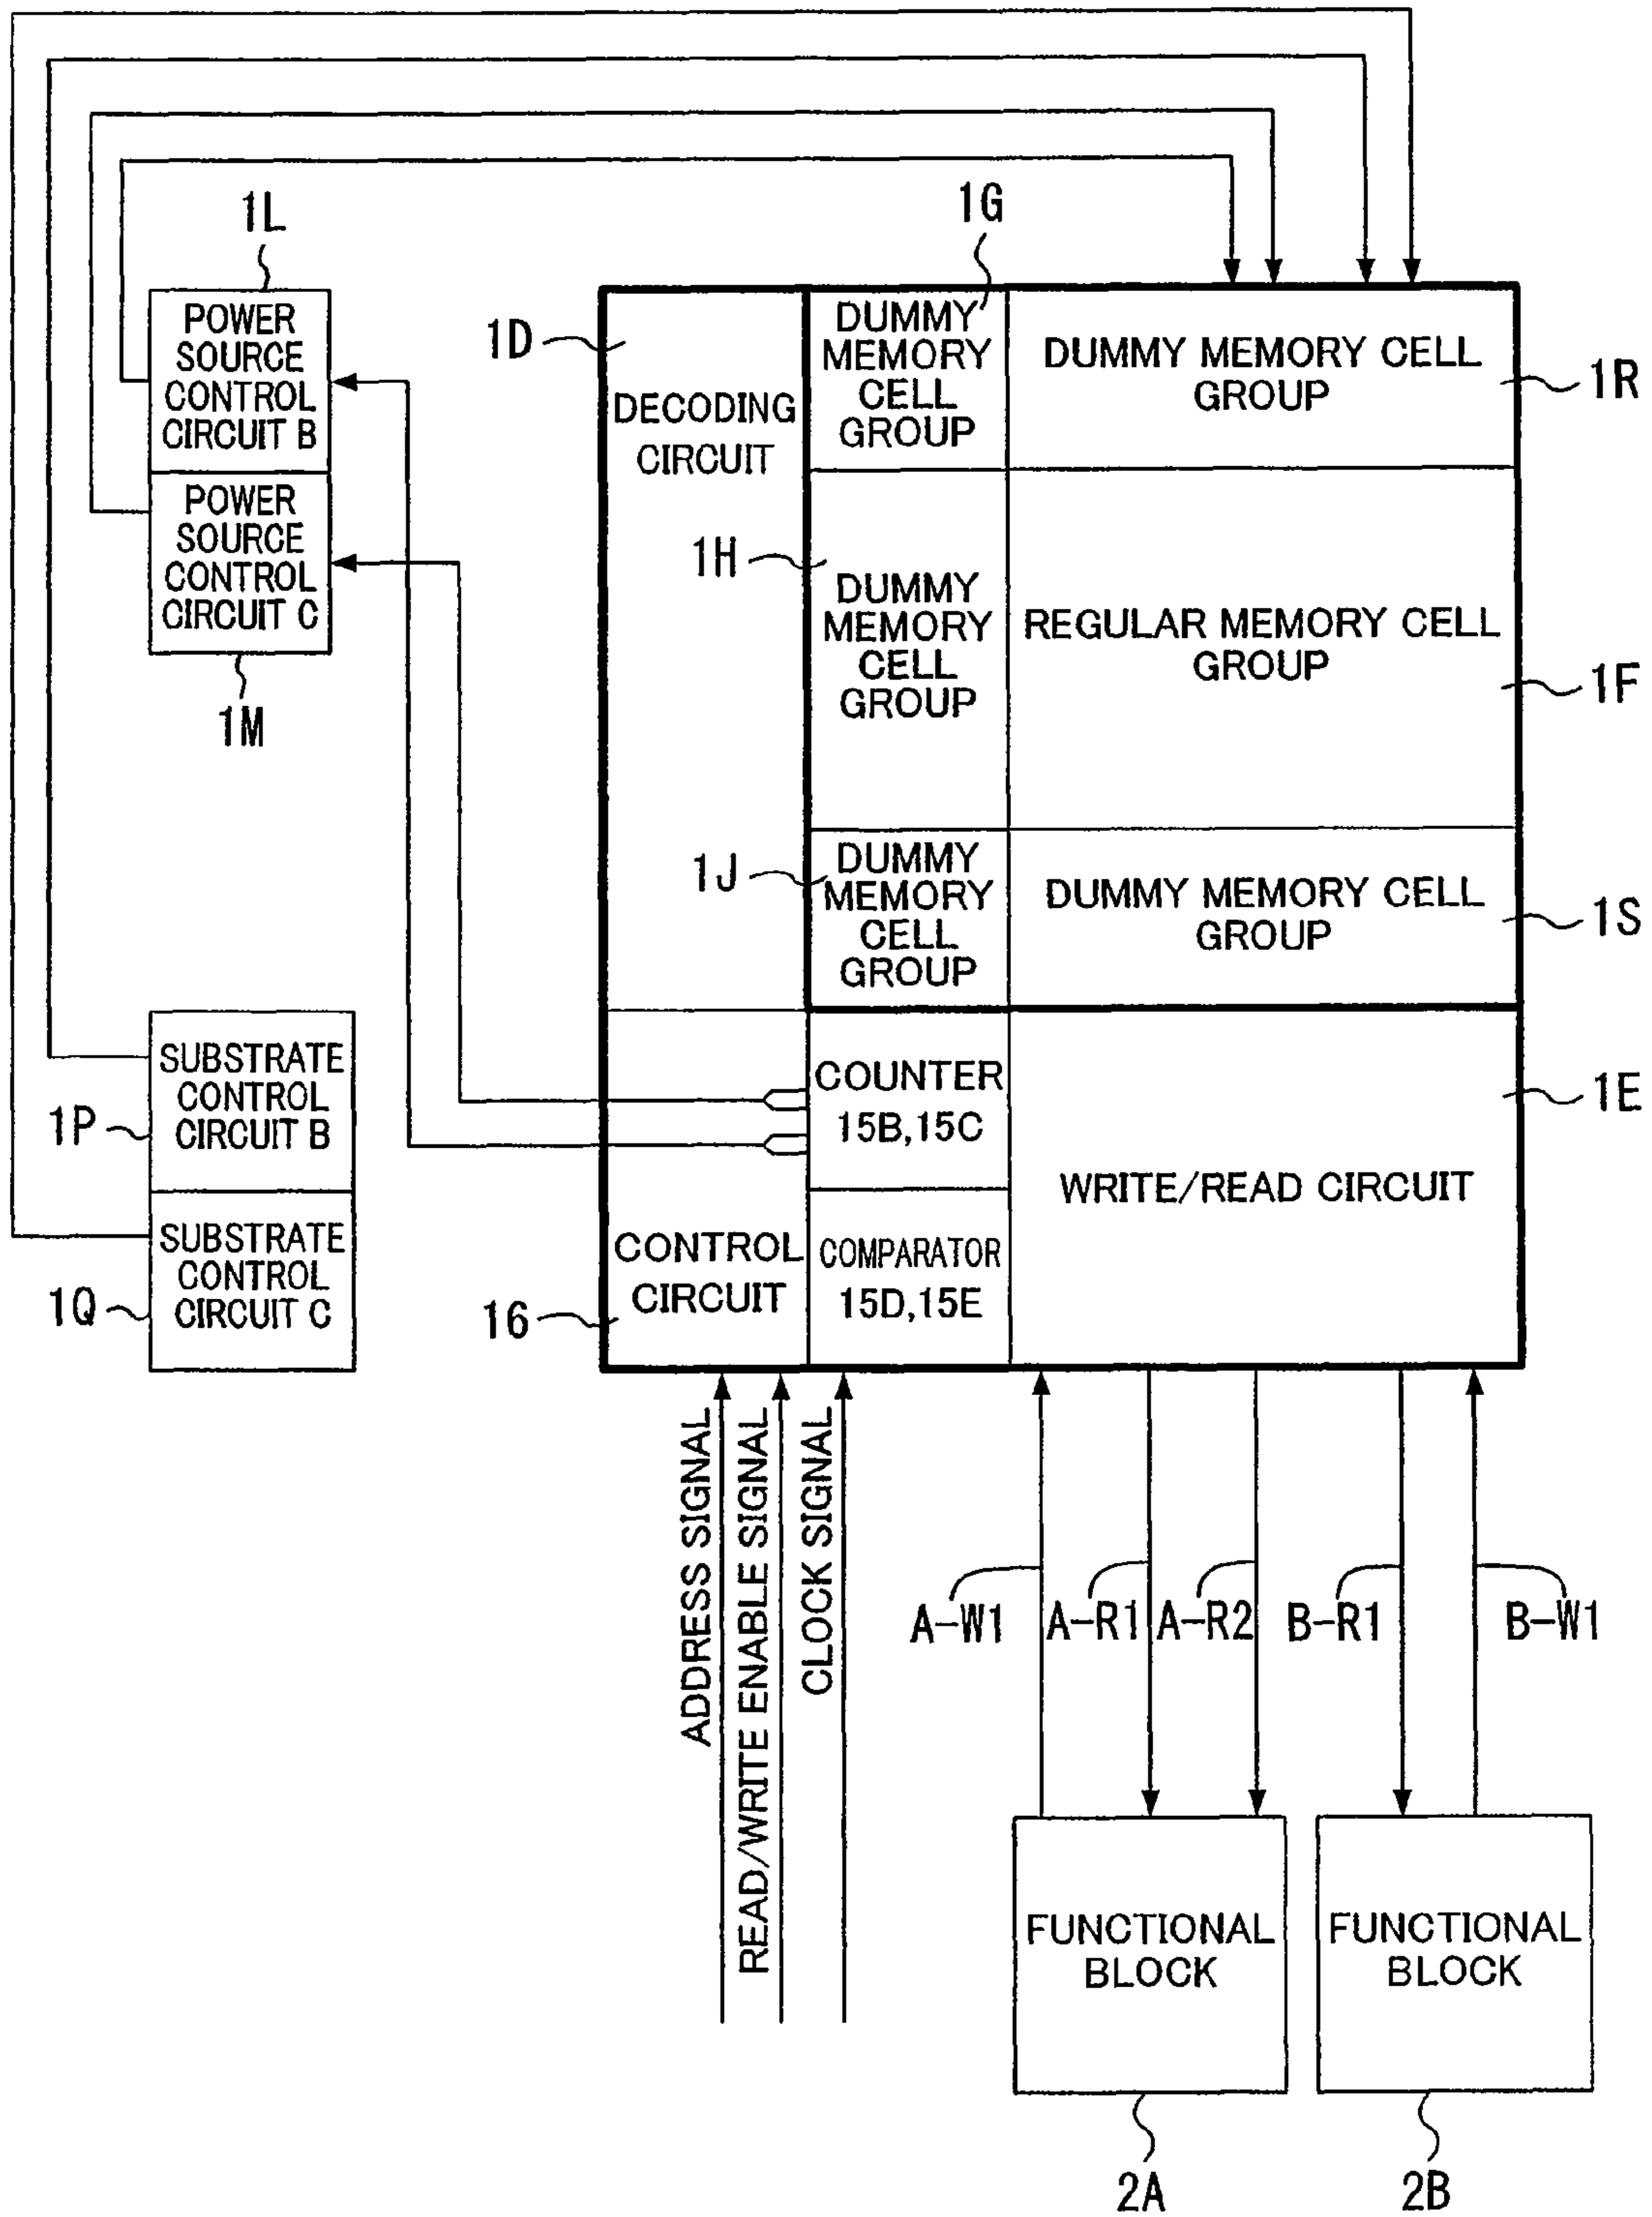 1L
POWER
SOURCE
CONTROL
CIRCUIT B
POWER
SOURCE
CONTROL
CIRCUIT C
1M
SUBSTRATE
CONTROL
CIRCUIT B
1P
SUBSTRATE
CONTROL
CIRCUIT C
1Q
1D
DECODING
CIRCUIT
1G
DUMMY
MEMORY
CELL
GROUP
DUMMY MEMORY CELL
GROUP
1R
1H
DUMMY
MEMORY
CELL
GROUP
REGULAR MEMORY CELL
GROUP
1F
1J
DUMMY
MEMORY
CELL
GROUP
DUMMY MEMORY CELL
GROUP
1S
COUNTER
15B,15C
1E
WRITE/READ CIRCUIT
CONTROL
CIRCUIT
16
COMPARATOR
15D,15E
ADDRESS SIGNAL
READ/WRITE ENABLE SIGNAL
CLOCK SIGNAL
A-W1
A-R1
A-R2
B-R1
B-W1
FUNCTIONAL
BLOCK
FUNCTIONAL
BLOCK
2A
2B